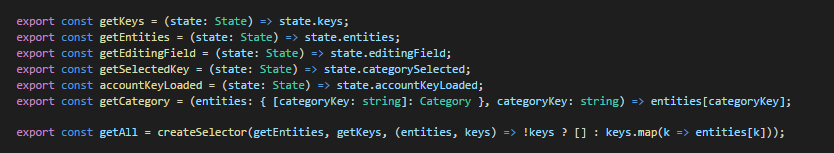 export const getKeys = (state: State) => state.keys;
export const getEntities = (state: State) => state.entities;
export const getEditingField = (state: State) => state.editingField;
export const getSelectedKey = (state: State) => state.categorySelected;
export const accountKeyLoaded = (state: State) => state.accountKeyLoaded;
export const getCategory = (entities: { [categoryKey: string]: Category }, categoryKey: string) => entities[categoryKey];
export const getAll = createSelector(getEntities, getKeys, (entities, keys) => !keys ? [] : keys.map(k => entities[k]));